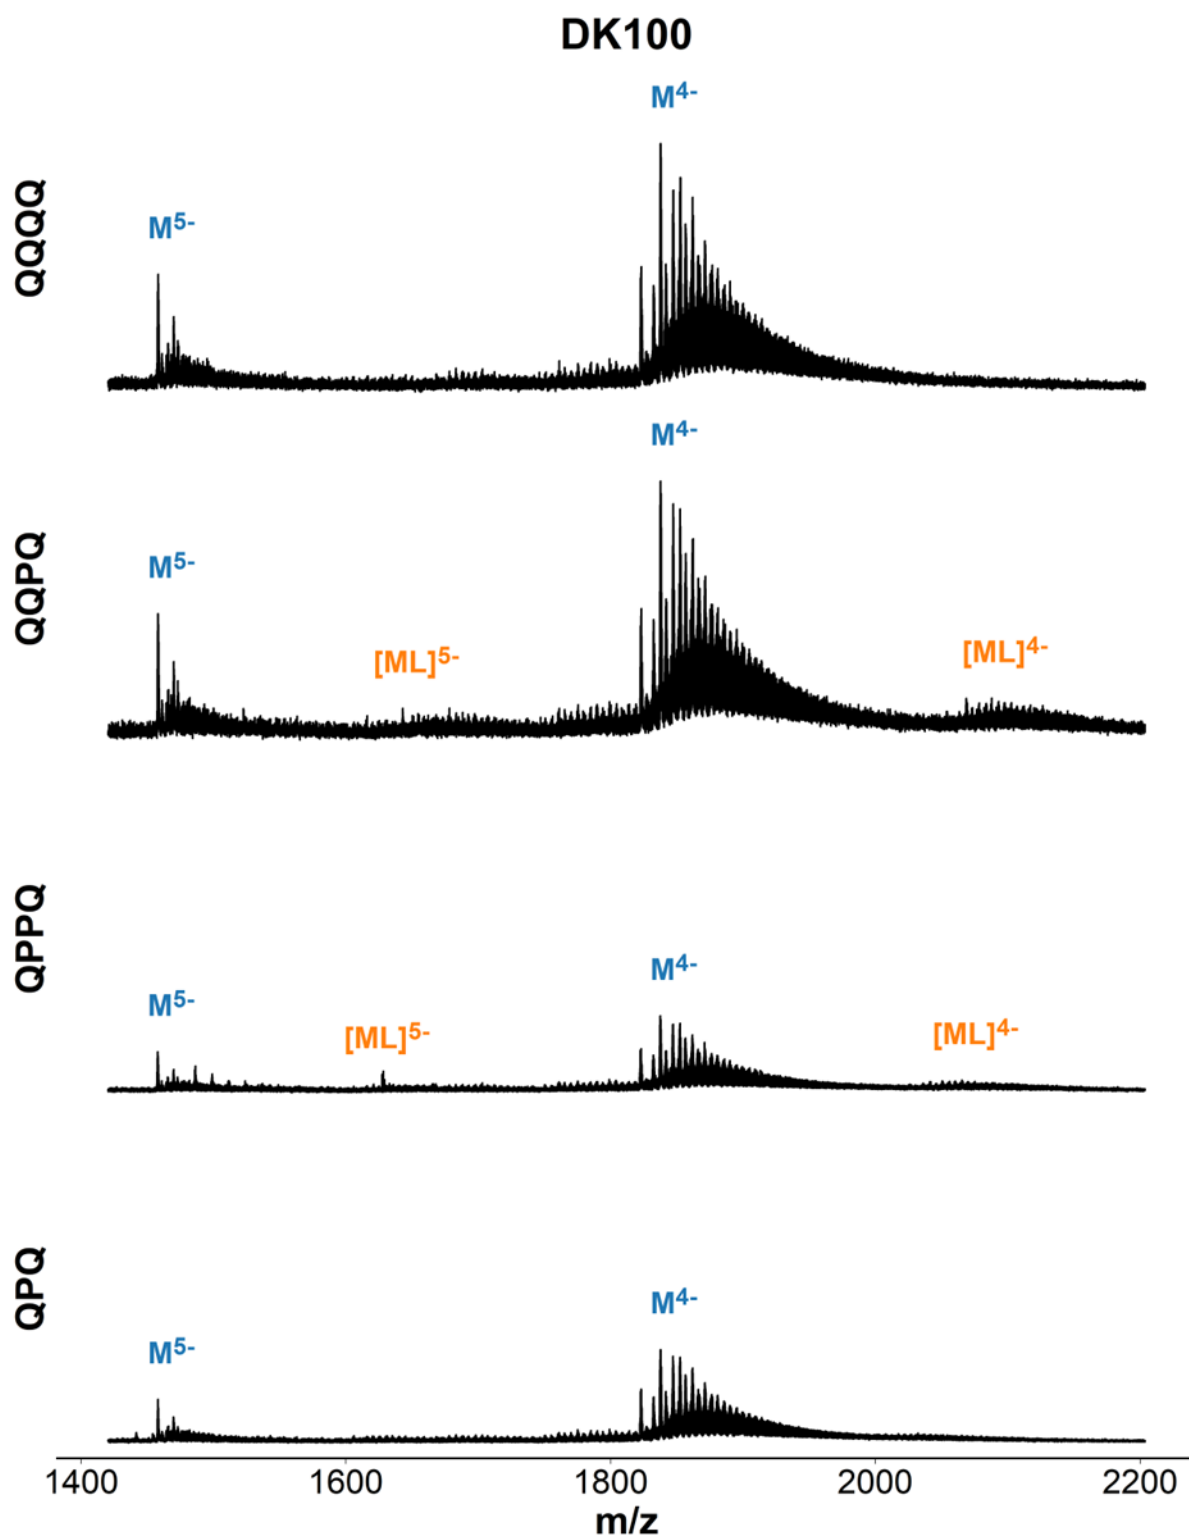 DK100
QQQQ
M5-
M4-
QQPQ
M5-
[ML]5-
M4-
[ML]4-
QPPQ
M5-
[ML]5-
M4-
[ML]4-
QPQ
M5-
M4-
1400 1600 1800 2000 2200
m/z